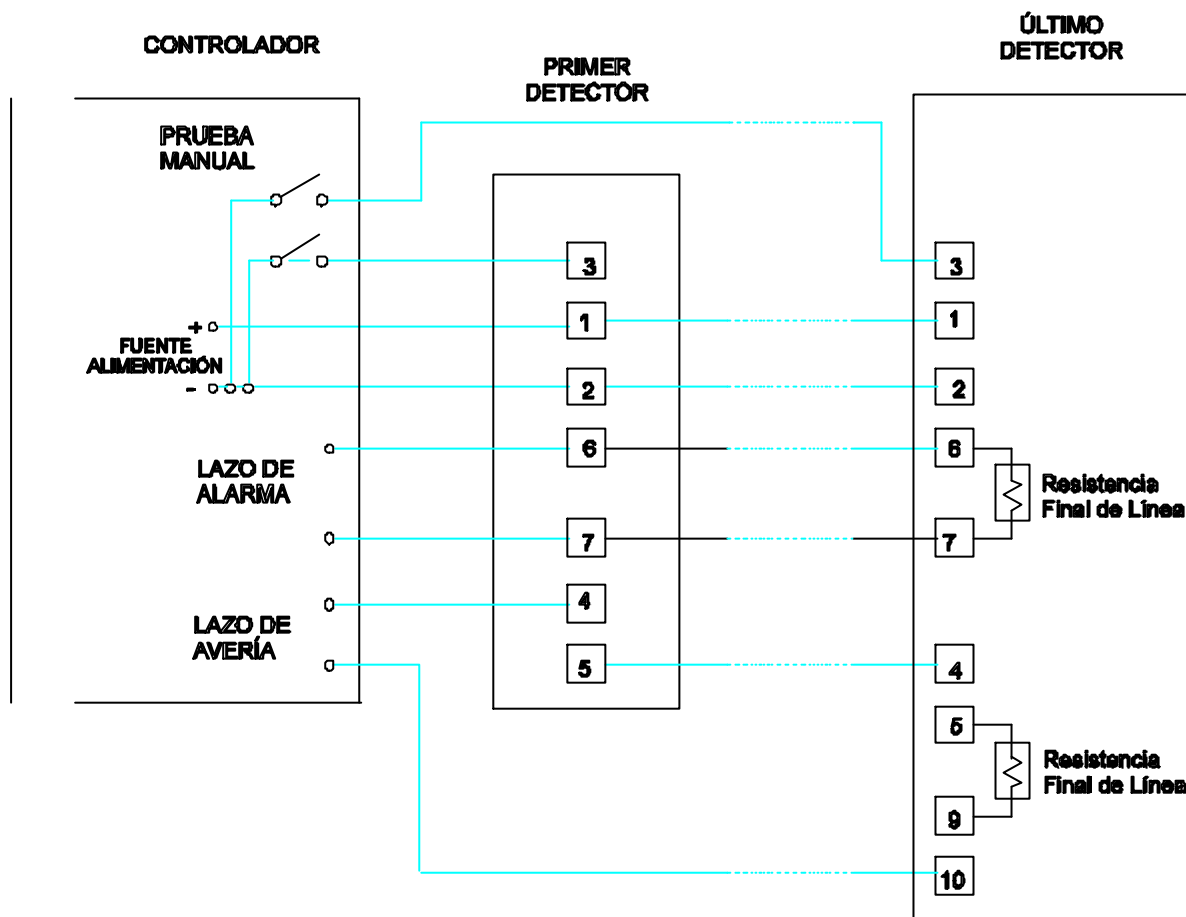 CONTROLADOR
PRIMER
DETECTOR
ÚLTIMO
DETECTOR
PRUEBA
MANUAL
+
FUENTE
ALIMENTACIÓN
-
LAZO DE
ALARMA
LAZO DE
AVERÍA
3
1
2
6
7
4
5
3
1
2
6
7
Resistencia
Final de Línea
4
5
9
10
Resistencia
Final de Línea